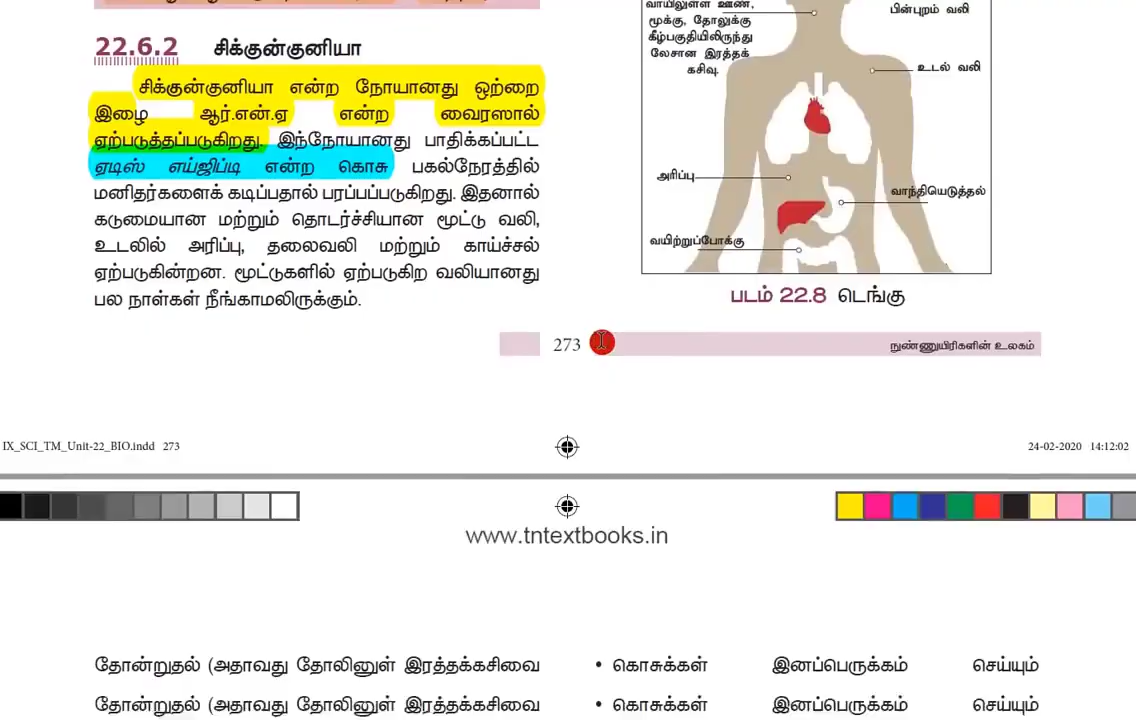 22.6.2 சிக்குன்குனியா
சிக்குன்குனியா என்ற நோயானது ஒற்றை
இழை ஆர்.என்.ஏ என்ற வைரஸால்
ஏற்படுத்தப்படுகிறது. இந்நோயானது பாதிக்கப்பட்ட
ஏடிஸ் எய்ஜிப்டி என்ற கொசு பகல்நேரத்தில்
மனிதர்களைக் கடிப்பதால் பரப்பப்படுகிறது. இதனால்
கடுமையான மற்றும் தொடர்ச்சியான மூட்டு வலி,
உடலில் அரிப்பு, தலைவலி மற்றும் காய்ச்சல்
ஏற்படுகின்றன. மூட்டுகளில் ஏற்படுகிற வலியானது
பல நாள்கள் நீங்காமலிருக்கும்.
வாயிலுள்ள ஊண்,
மூக்கு, தோலுக்கு
கீழ்பகுதியிலிருந்து
லேசான இரத்தக்
கசிவு.
பின்புறம் வலி
உடல் வலி
அரிப்பு
வாந்தியெடுத்தல்
வயிற்றுப்போக்கு
படம் 22.8 டெங்கு
273
நுண்ணுயிரிகளின் உலகம்
IX_SCI_TM_Unit-22_BIO.indd 273
24-02-2020 14:12:02
www.tntextbooks.in
தோன்றுதல் (அதாவது தோலினுள் இரத்தக்கசிவை
• கொசுக்கள் இனப்பெருக்கம் செய்யும்
தோன்றுதல் (அதாவது தோலினுள் இரத்தக்கசிவை
• கொசுக்கள் இனப்பெருக்கம் செய்யும்